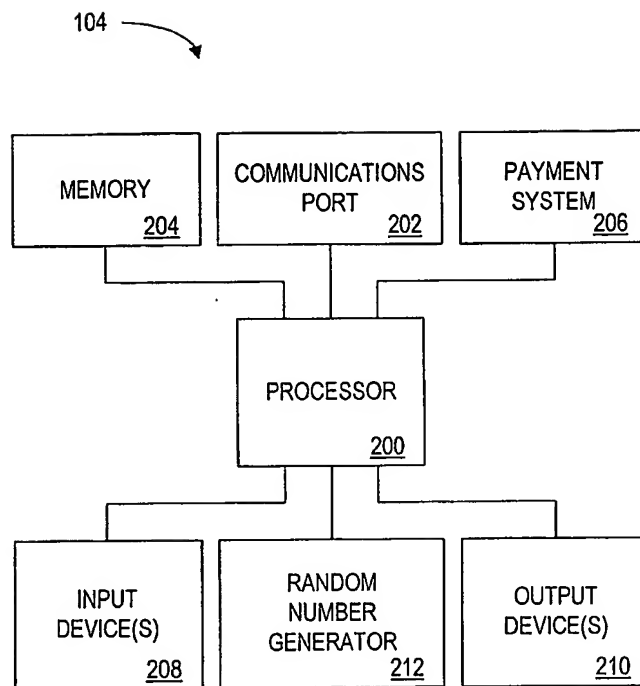 104
MEMORY
204
COMMUNICATIONS
PORT
202
PAYMENT
SYSTEM
206
PROCESSOR
200
INPUT
DEVICE(S)
208
RANDOM
NUMBER
GENERATOR
212
OUTPUT
DEVICE(S)
210